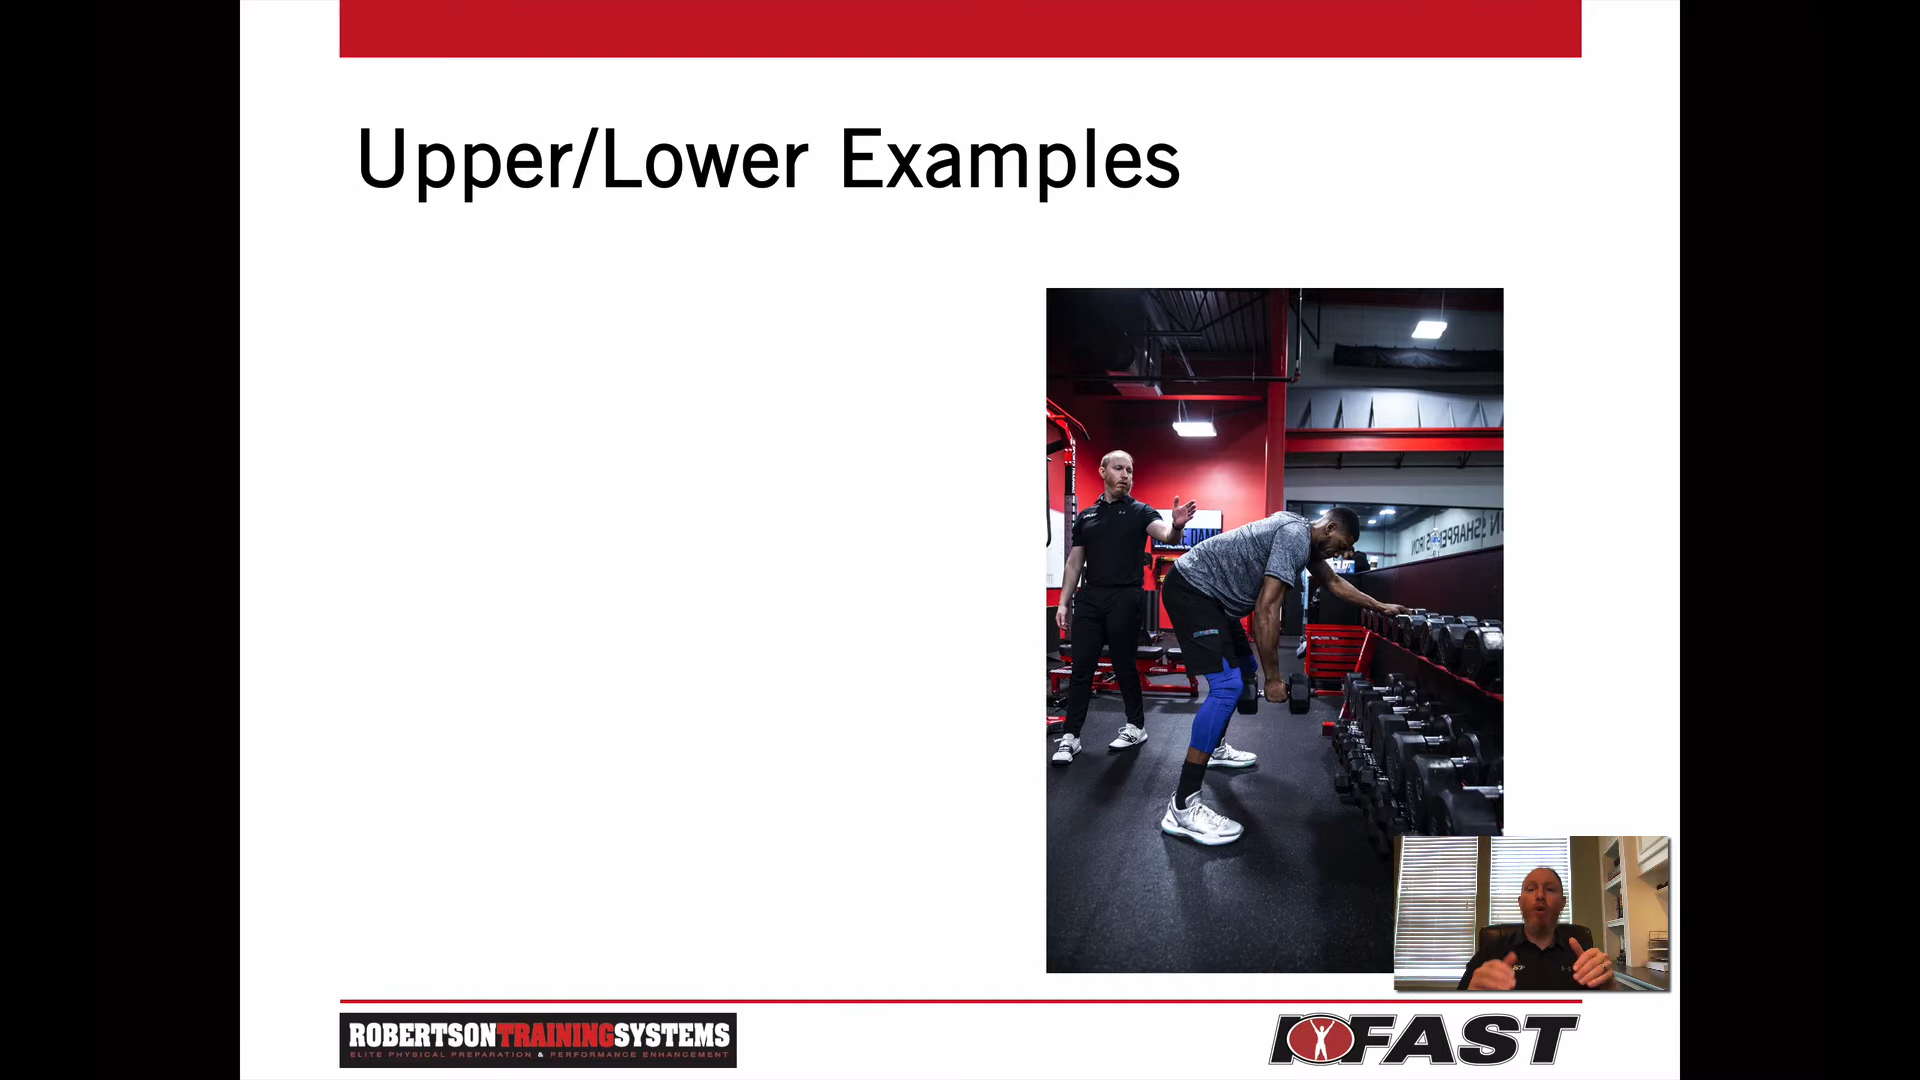 Upper/Lower Examples
ROBERTSONTRAININGSYSTEMS
ELITE PHYSICAL PREPARATION & PERFORMANCE ENHANCEMENT
IFAST